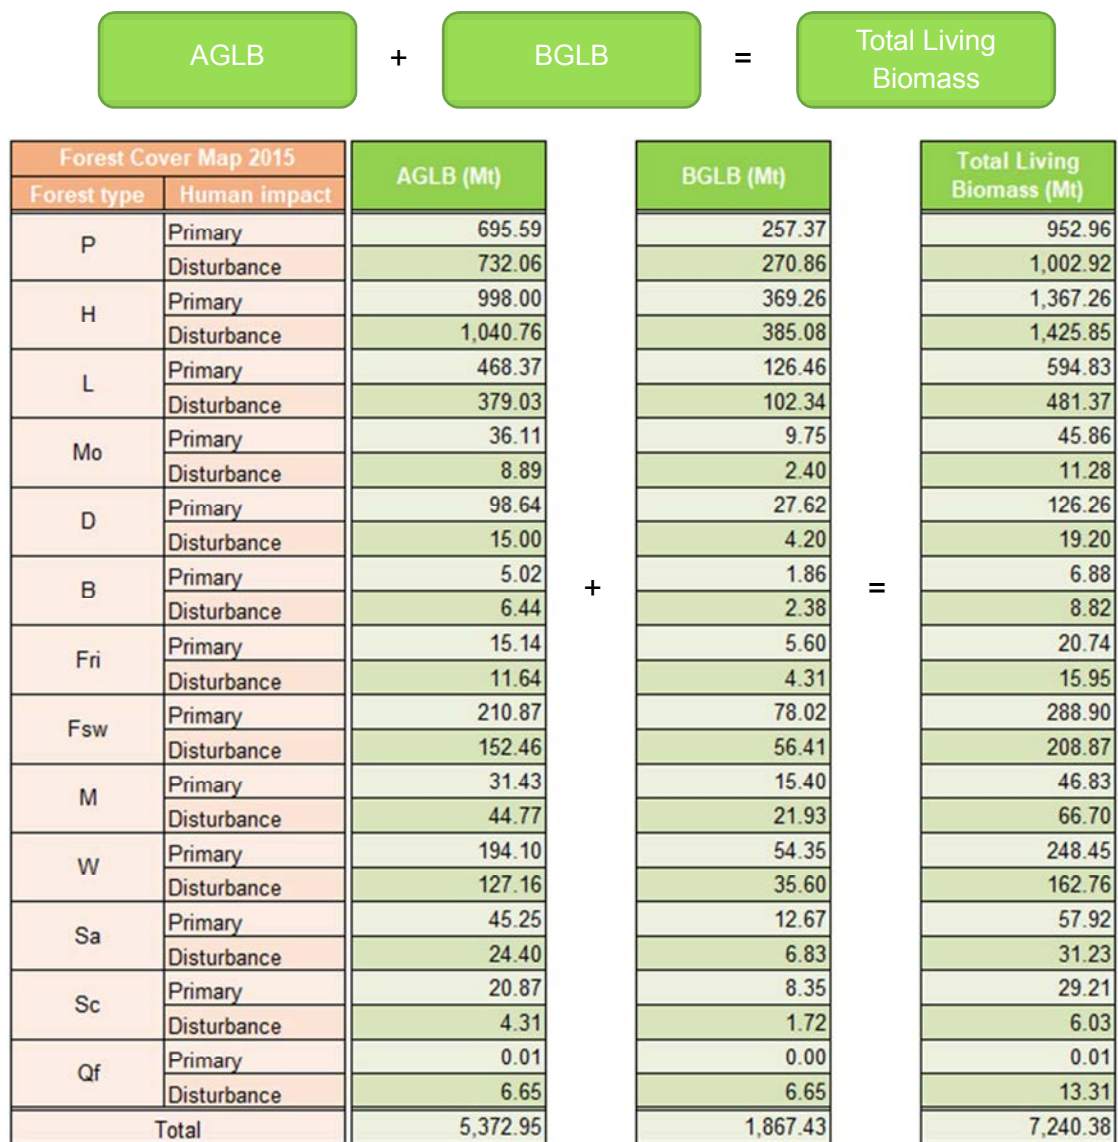 AGLB + BGLB = Total Living Biomass
Forest Cover Map 2015 AGLB (Mt) BGLB (Mt) Total Living Biomass (Mt)
Forest type Human impact
P Primary 695.59 257.37 952.96
Disturbance 732.06 270.86 1,002.92
H Primary 998.00 369.26 1,367.26
Disturbance 1,040.76 385.08 1,425.85
L Primary 468.37 126.46 594.83
Disturbance 379.03 102.34 481.37
Mo Primary 36.11 9.75 45.86
Disturbance 8.89 2.40 11.28
D Primary 98.64 27.62 126.26
Disturbance 15.00 4.20 19.20
B Primary 5.02 + 1.86 = 6.88
Disturbance 6.44 2.38 8.82
Fri Primary 15.14 5.60 20.74
Disturbance 11.64 4.31 15.95
Fsw Primary 210.87 78.02 288.90
Disturbance 152.46 56.41 208.87
M Primary 31.43 15.40 46.83
Disturbance 44.77 21.93 66.70
W Primary 194.10 54.35 248.45
Disturbance 127.16 35.60 162.76
Sa Primary 45.25 12.67 57.92
Disturbance 24.40 6.83 31.23
Sc Primary 20.87 8.35 29.21
Disturbance 4.31 1.72 6.03
Qf Primary 0.01 0.00 0.01
Disturbance 6.65 6.65 13.31
Total 5,372.95 1,867.43 7,240.38